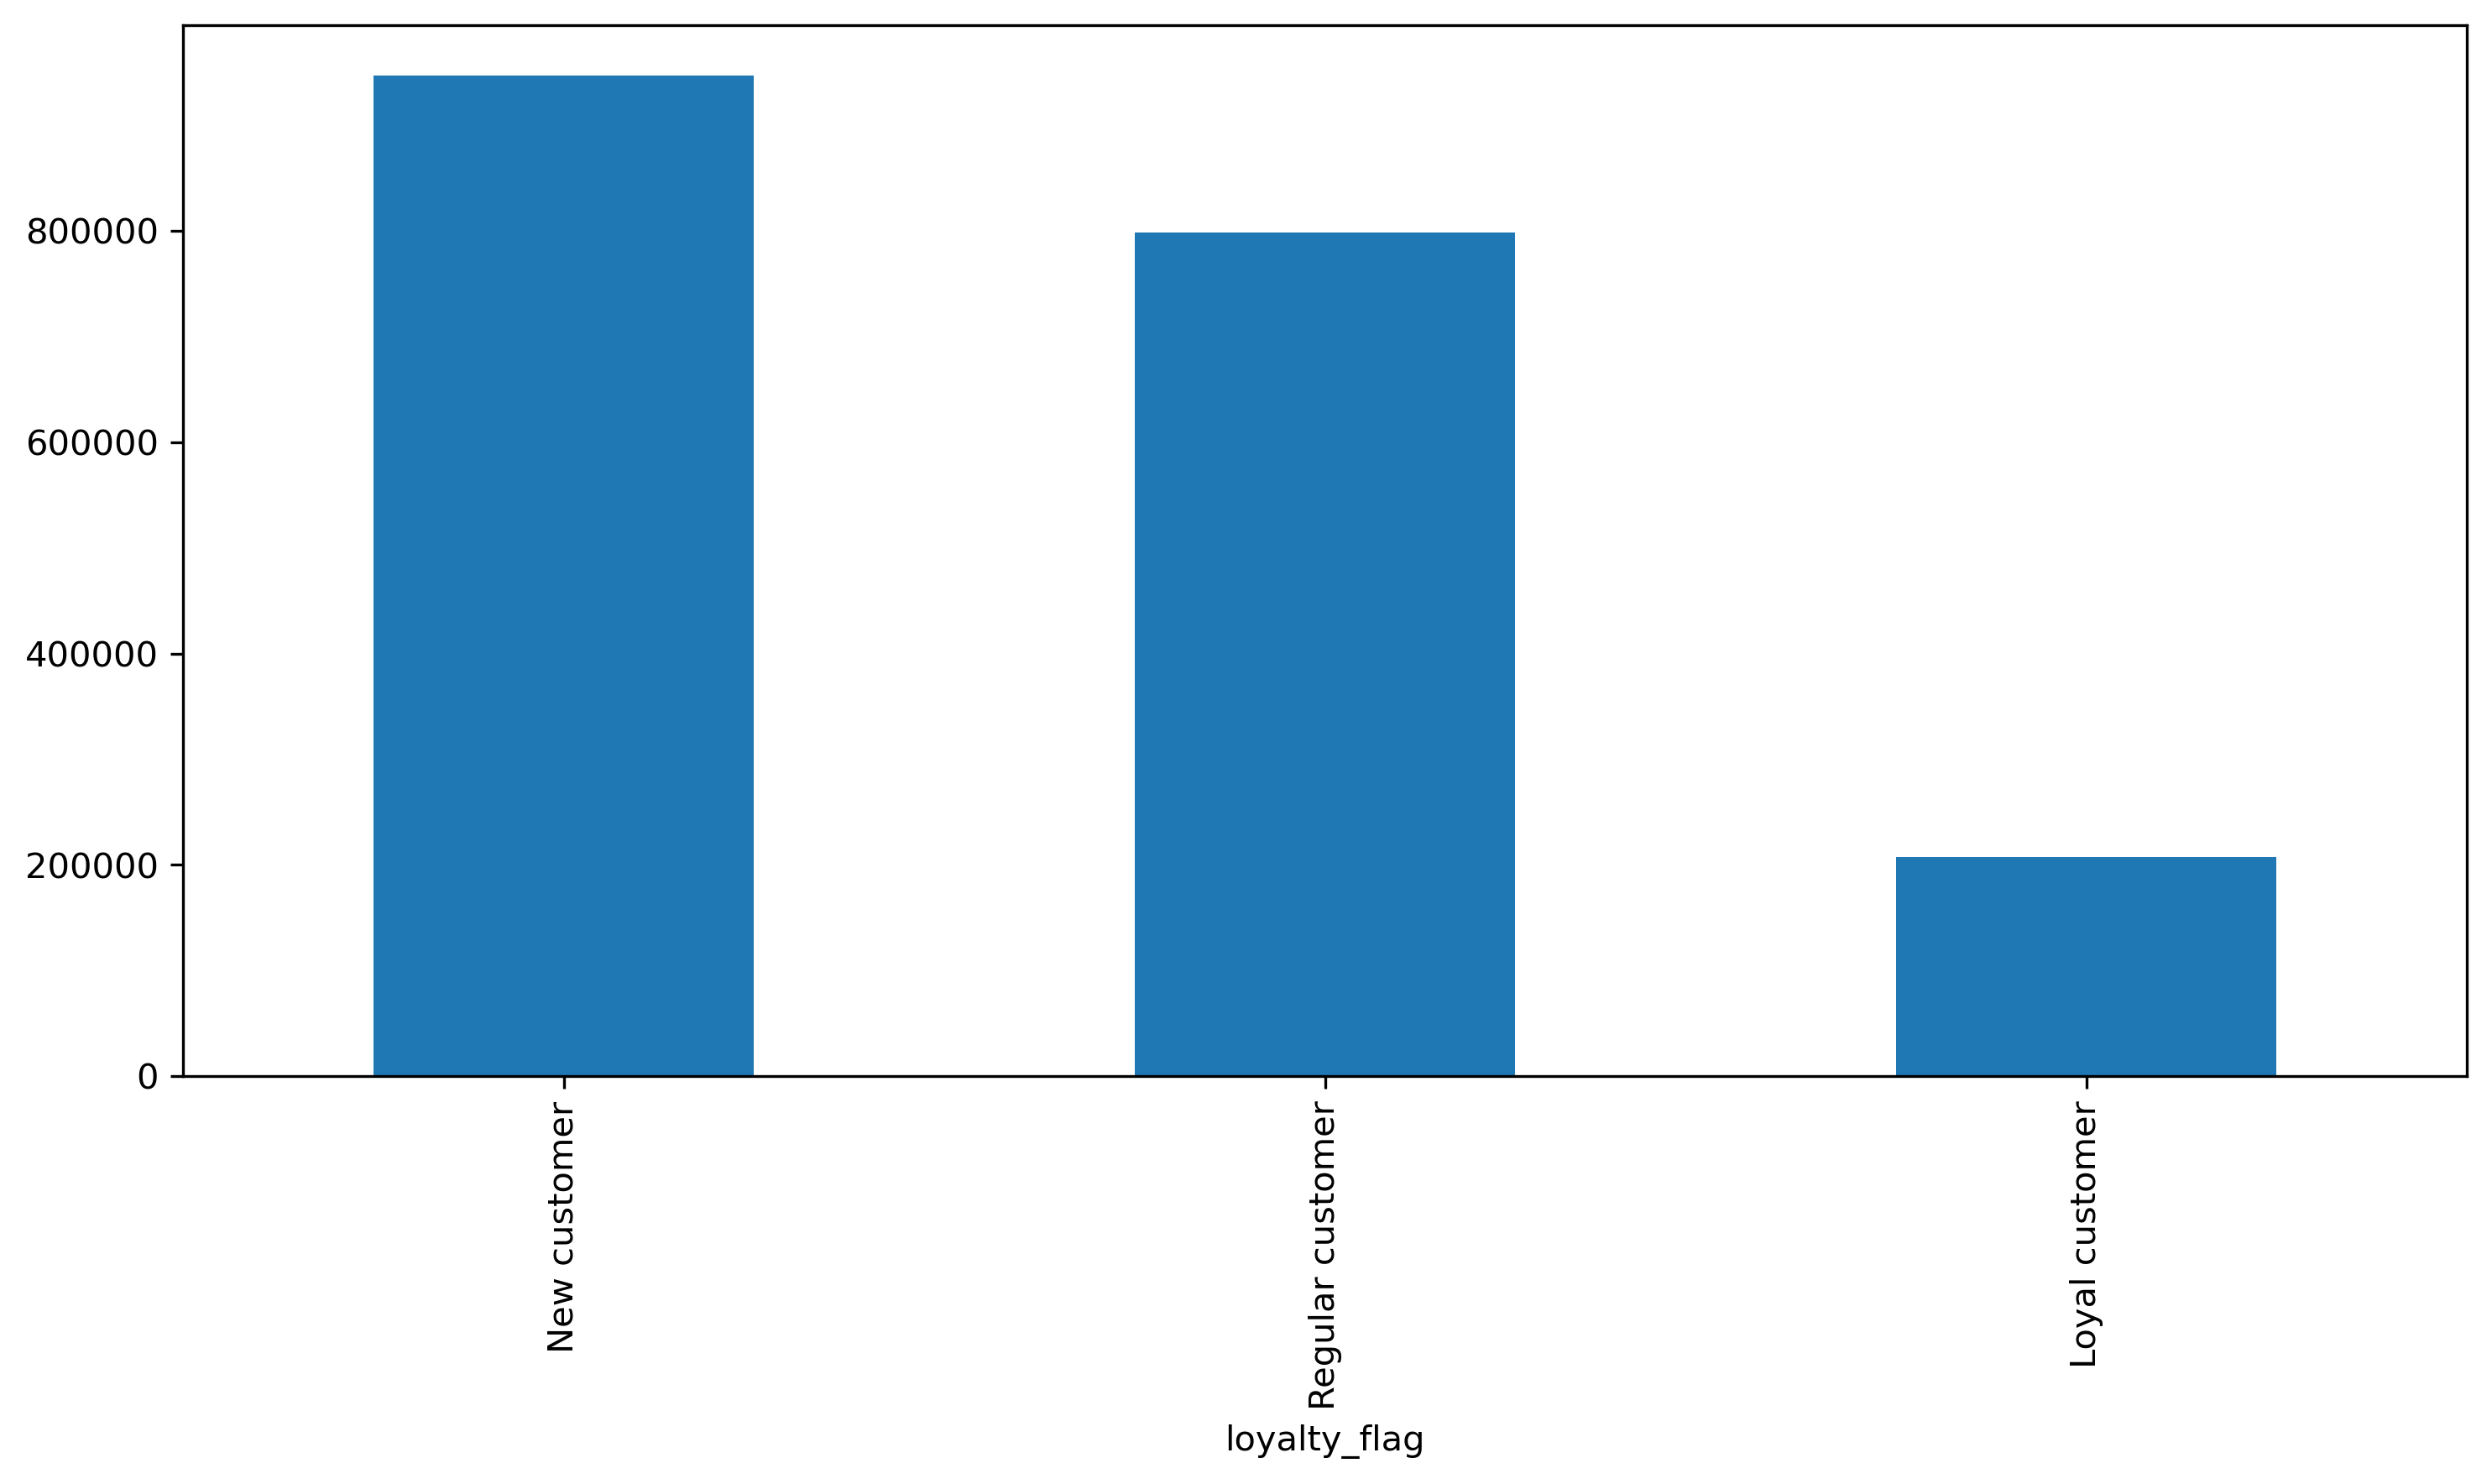 800000
600000
400000
200000
0
New customer
Regular customer
Loyal customer
loyalty_flag